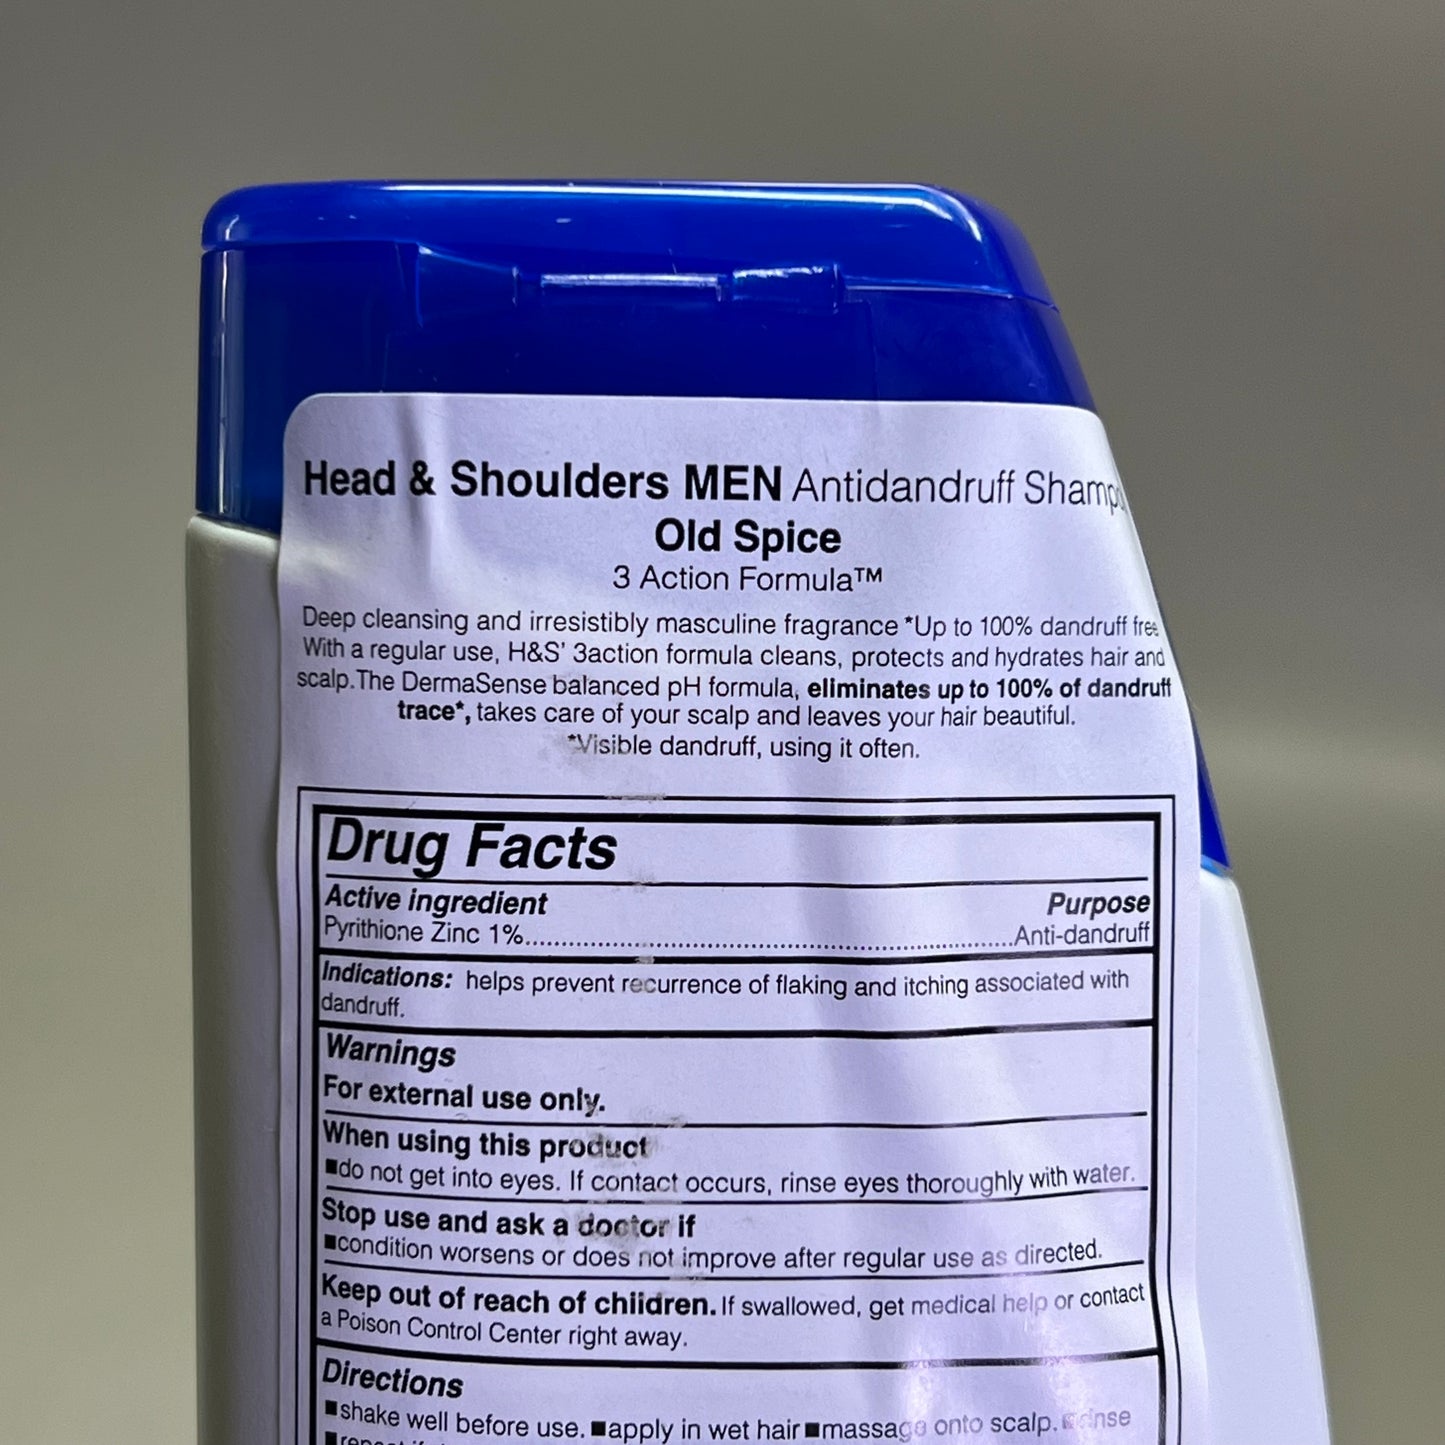 Head & Shoulders MEN Antidandruff
Old Spice
3 Action Formula™
Deep cleansing and irresistibly masculine fragrance *Up to 100% dandruff free
With a regular use, H&S' 3action formula cleans, protects and hydrates hair and
scalp.The DermaSense balanced pH formula, eliminates up to 100% of dandruff
trace*, takes care of your scalp and leaves your hair beautiful.
*Visible dandruff, using it often.
Drug Facts
Active ingredient Purpose
Pyrithione Zinc 1%..........Anti-dandruff
Indications: helps prevent recurrence of flaking and itching associated with
dandruff.
Warnings
For external use only.
When using this product
■do not get into eyes. If contact occurs, rinse eyes thoroughly with water.
Stop use and ask a doctor if
■condition worsens or does not improve after regular use as directed.
Keep out of reach of children. If swallowed, get medical help or contact
a Poison Control Center right away.
Directions
■shake well before use. ■apply in wet hair ■massage onto scalp. ■rinse